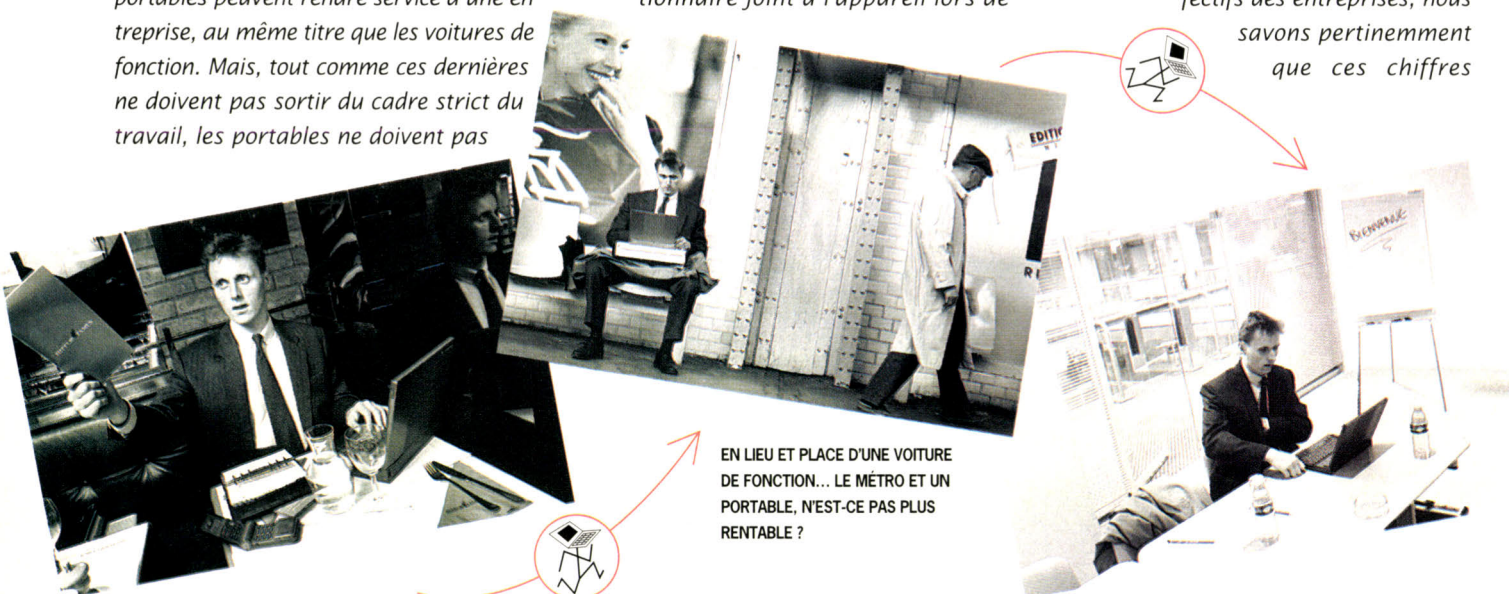 portables peuvent rendre service à une en
treprise, au même titre que les voitures de
fonction. Mais, tout comme ces dernières
ne doivent pas sortir du cadre strict du
travail, les portables ne doivent pas
tionnaire joint à l'appareil lors de
fectifs des entreprises, nous
savons pertinemment
que ces chiffres
BIENVENUE
EN LIEU ET PLACE D'UNE VOITURE
DE FONCTION... LE MÉTRO ET UN
PORTABLE, N'EST-CE PAS PLUS
RENTABLE ?